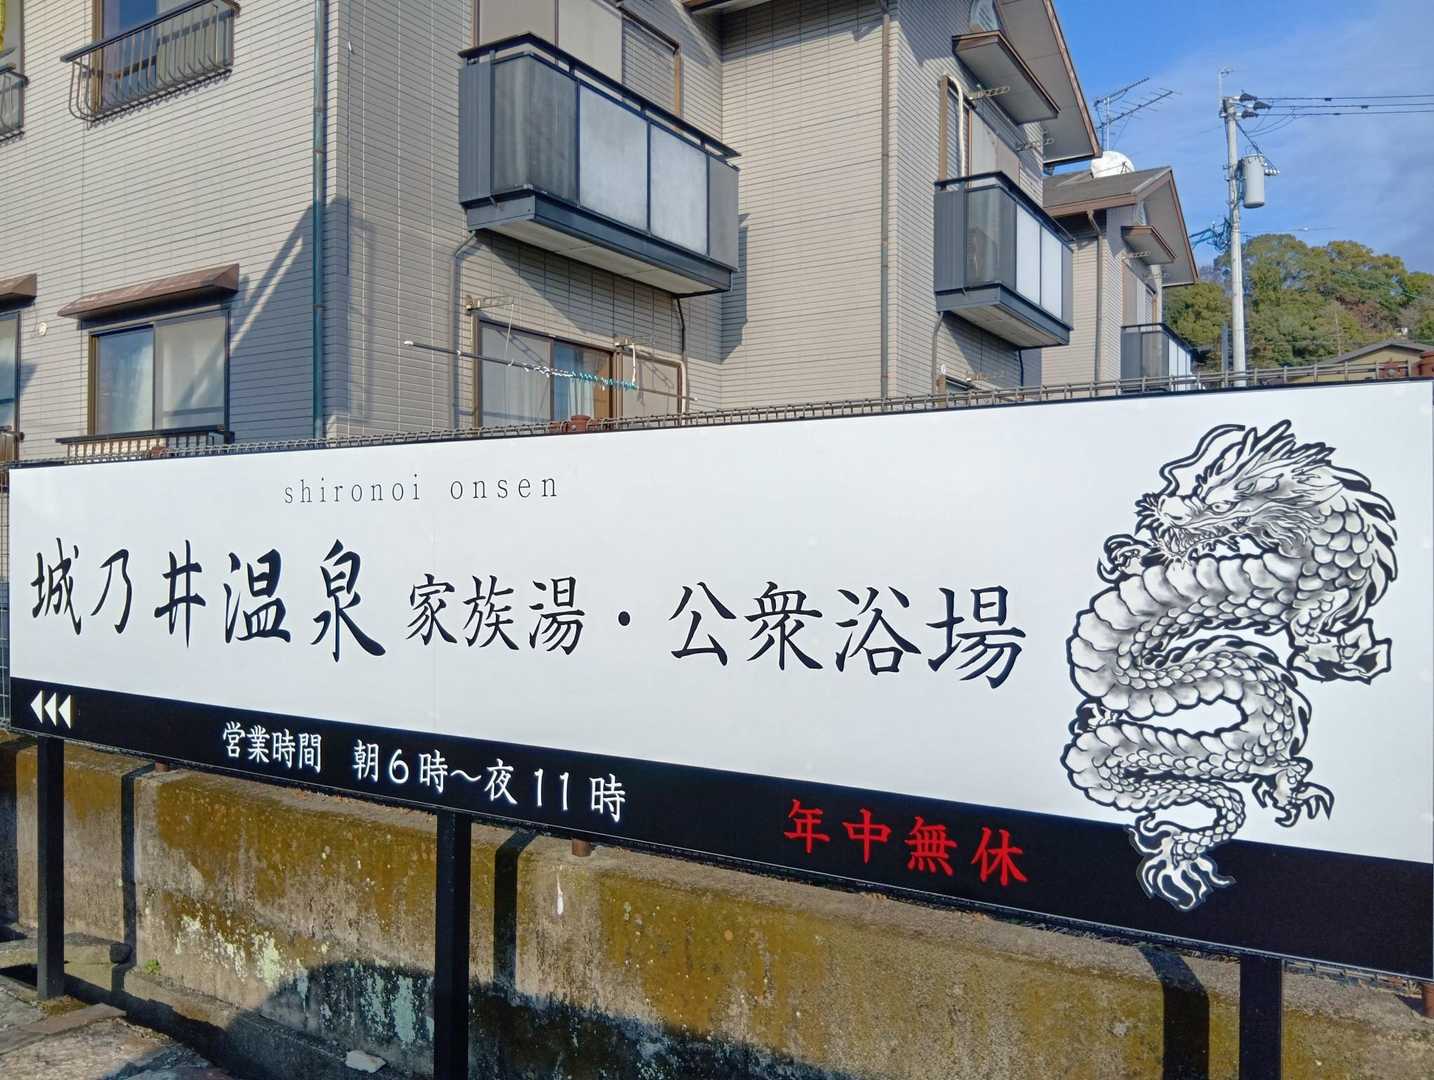 shironoi onsen
城乃井温泉 家族湯・公衆浴場
営業時間 朝6時～夜11時
年中無休